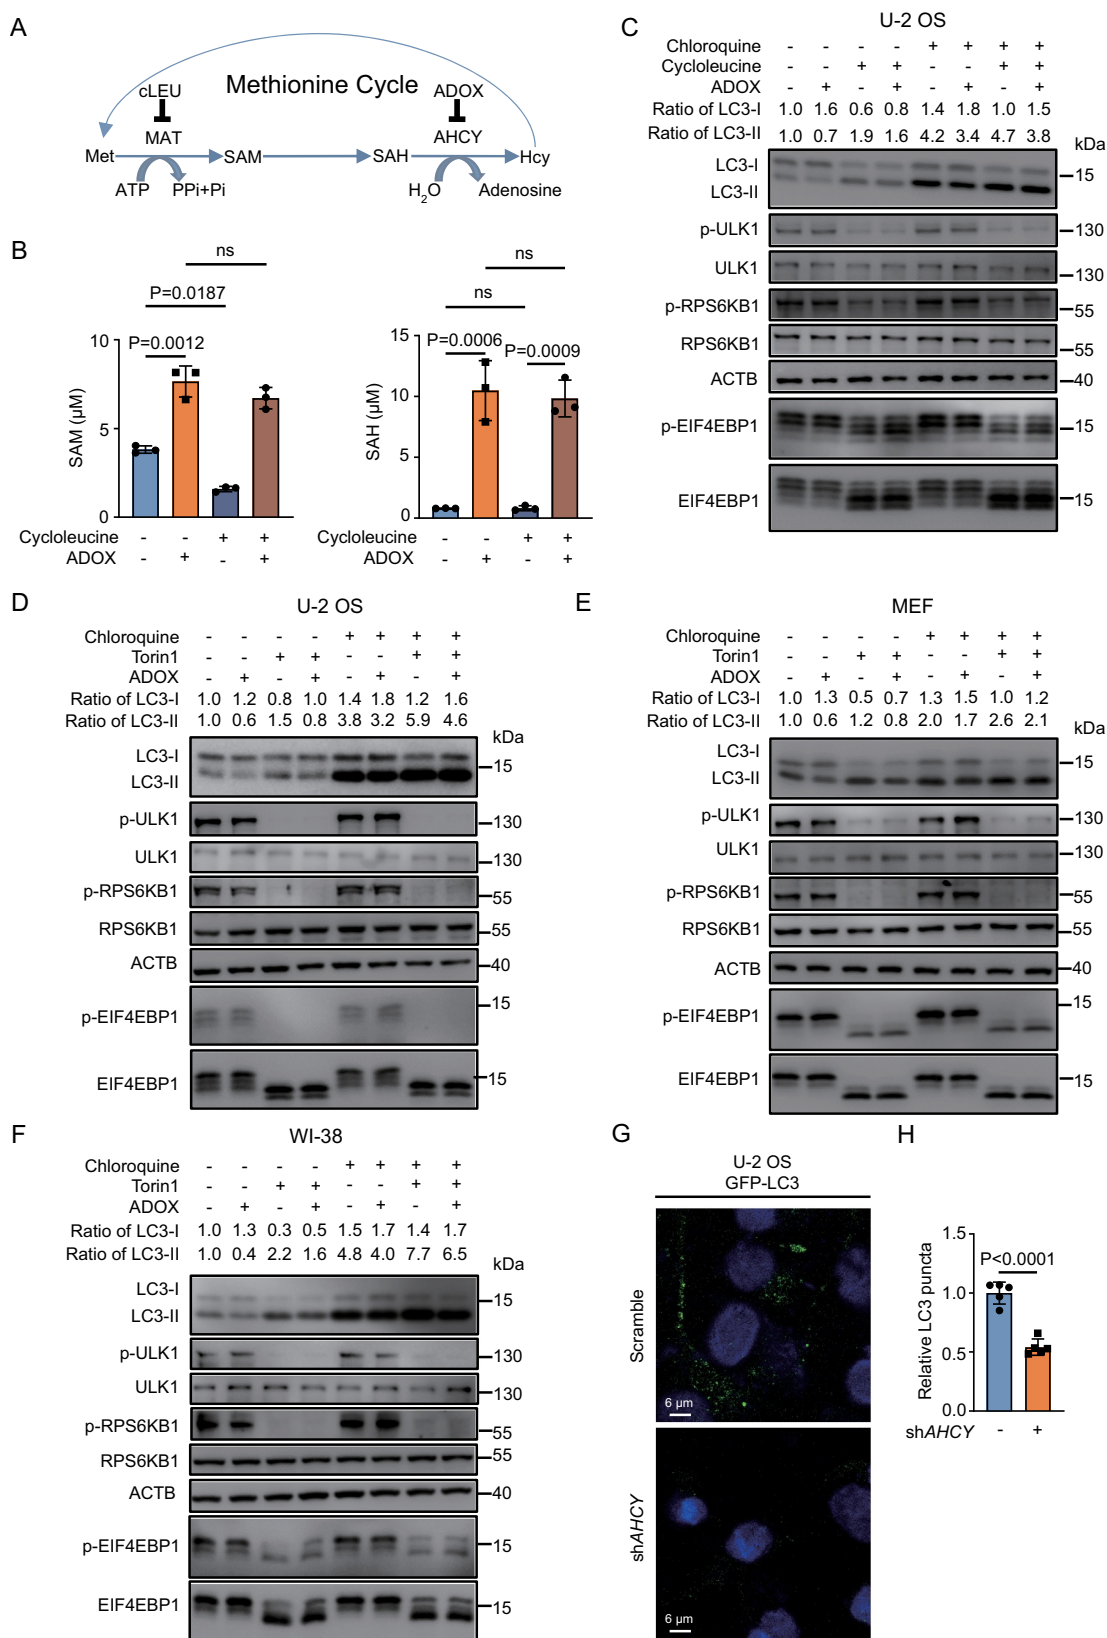 A
Methionine Cycle
cLEU
ADOX
MAT
AHCY
Met
SAM
SAH
Hcy
ATP
PPi+Pi
H2O
Adenosine
B
ns
P=0.0187
P=0.0012
SAM (µM)
10
5
0
Cycloleucine - - + +
ADOX - + - +
ns
ns
P=0.0006
P=0.0009
SAH (µM)
15
10
5
0
Cycloleucine - - + +
ADOX - + - +
C
U-2 OS
Chloroquine - - - - + + + +
Cycloleucine - - + + - - + +
ADOX - + - + - + - +
Ratio of LC3-I 1.0 1.6 0.6 0.8 1.4 1.8 1.0 1.5
Ratio of LC3-II 1.0 0.7 1.9 1.6 4.2 3.4 4.7 3.8
kDa
LC3-I
15
LC3-II
p-ULK1 130
ULK1 130
p-RPS6KB1 55
RPS6KB1 55
ACTB 40
p-EIF4EBP1 15
EIF4EBP1 15
D
U-2 OS
Chloroquine - - - - + + + +
Torin1 - - + + - - + +
ADOX - + - + - + - +
Ratio of LC3-I 1.0 1.2 0.8 1.0 1.4 1.8 1.2 1.6
Ratio of LC3-II 1.0 0.6 1.5 0.8 3.8 3.2 5.9 4.6
kDa
LC3-I
15
LC3-II
p-ULK1 130
ULK1 130
p-RPS6KB1 55
RPS6KB1 55
ACTB 40
p-EIF4EBP1 15
EIF4EBP1 15
E
MEF
Chloroquine - - - - + + + +
Torin1 - - + + - - + +
ADOX - + - + - + - +
Ratio of LC3-I 1.0 1.3 0.5 0.7 1.3 1.5 1.0 1.2
Ratio of LC3-II 1.0 0.6 1.2 0.8 2.0 1.7 2.6 2.1
kDa
LC3-I
15
LC3-II
p-ULK1 130
ULK1 130
p-RPS6KB1 55
RPS6KB1 55
ACTB 40
p-EIF4EBP1 15
EIF4EBP1 15
F
WI-38
Chloroquine - - - - + + + +
Torin1 - - + + - - + +
ADOX - + - + - + - +
Ratio of LC3-I 1.0 1.3 0.3 0.5 1.5 1.7 1.4 1.7
Ratio of LC3-II 1.0 0.4 2.2 1.6 4.8 4.0 7.7 6.5
kDa
LC3-I
15
LC3-II
p-ULK1 130
ULK1 130
p-RPS6KB1 55
RPS6KB1 55
ACTB 40
p-EIF4EBP1 15
EIF4EBP1 15
G
U-2 OS
GFP-LC3
Scramble
6 µm
shAHCY
6 µm
H
P<0.0001
Relative LC3 puncta
1.5
1.0
0.5
0.0
shAHCY - +